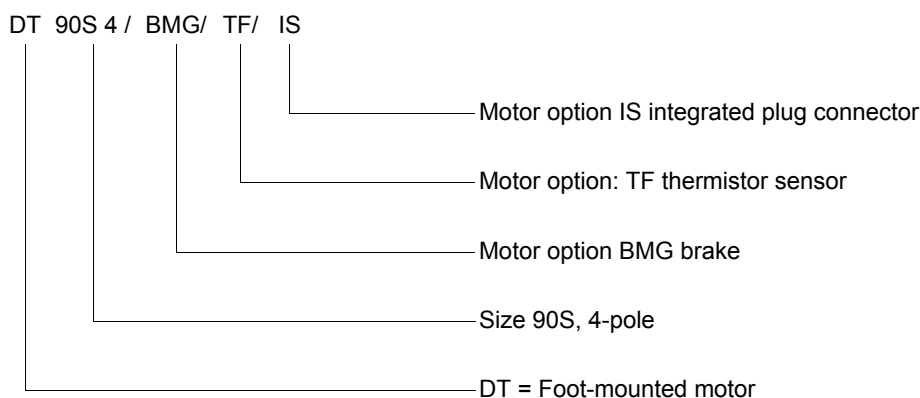 DT 90S 4 / BMG/ TF/ IS
Motor option IS integrated plug connector
Motor option: TF thermistor sensor
Motor option BMG brake
Size 90S, 4-pole
DT = Foot-mounted motor